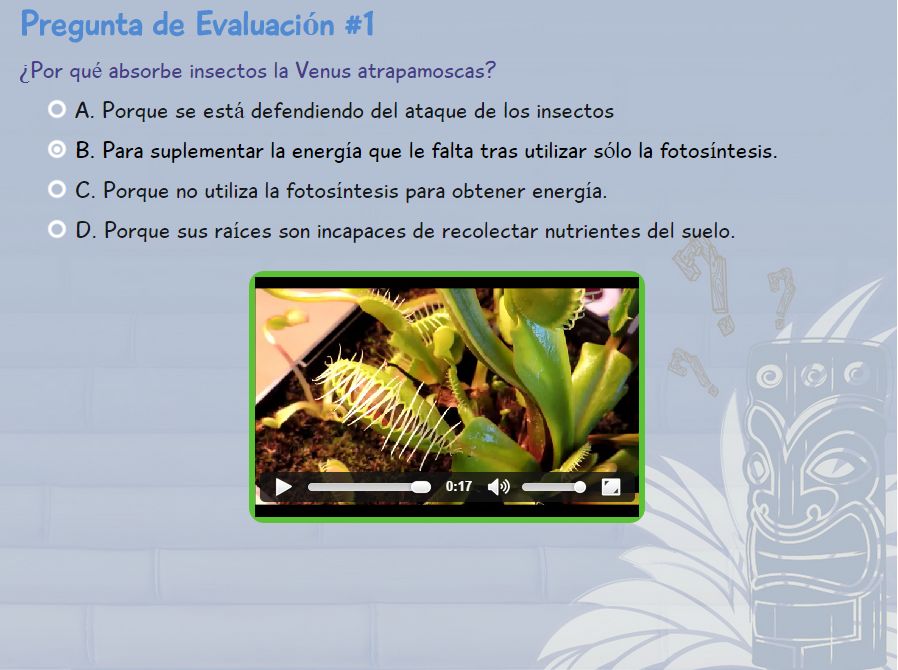 Pregunta de Evaluación #1
¿Por qué absorbe insectos la Venus atrapamoscas?
A. Porque se está defendiendo del ataque de los insectos
B. Para suplementar la energía que le falta tras utilizar sólo la fotosíntesis.
C. Porque no utiliza la fotosíntesis para obtener energía.
D. Porque sus raíces son incapaces de recolectar nutrientes del suelo.
0:17